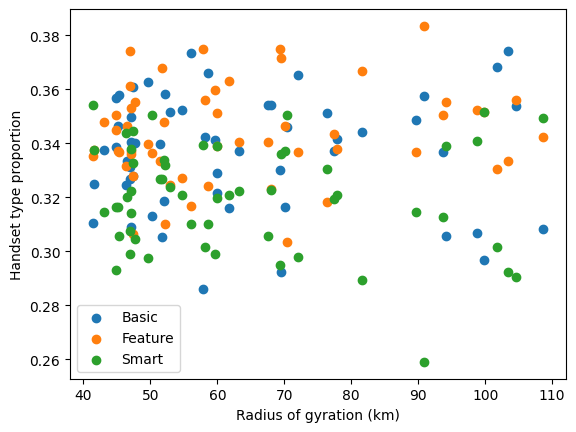 0.38
0.36
0.34
0.32
0.30
0.28
0.26
Handset type proportion
Basic
Feature
Smart
40 50 60 70 80 90 100 110
Radius of gyration (km)